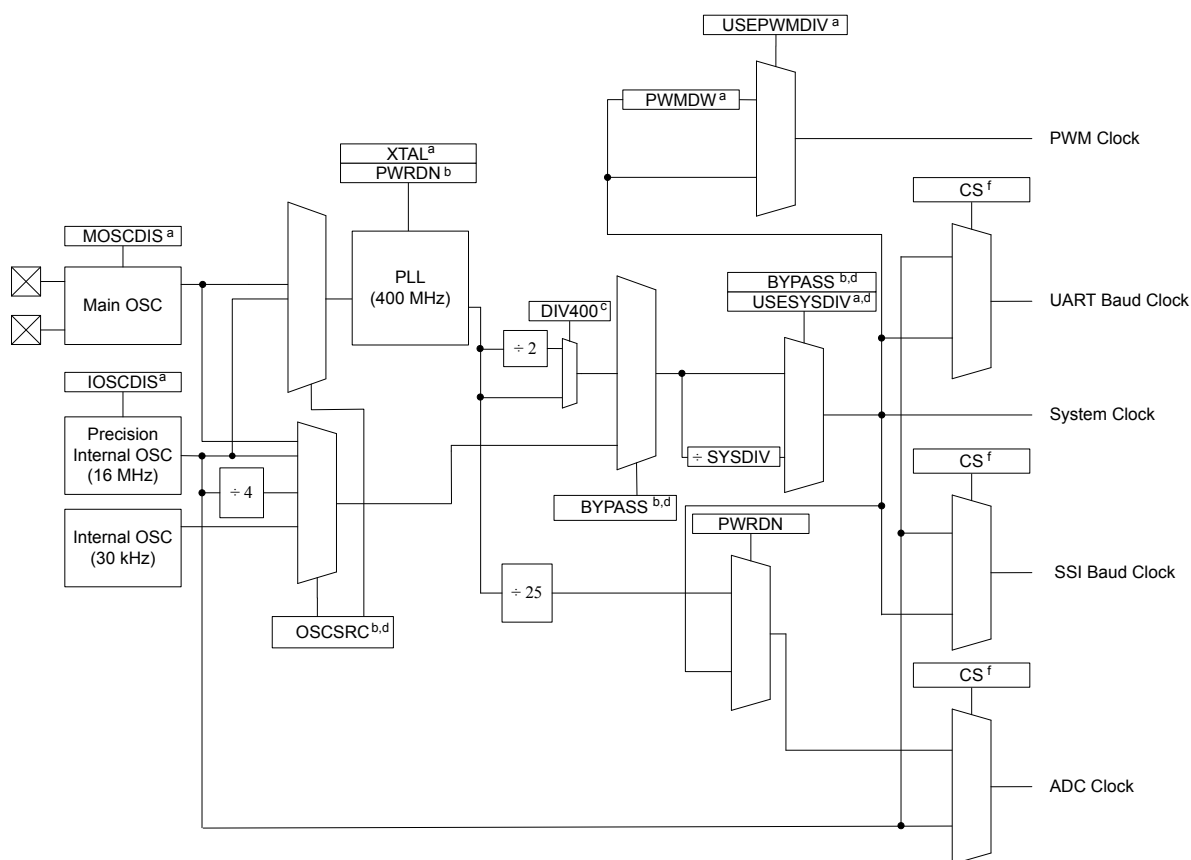 USEPWMDIV a
PWMDW a
PWM Clock
XTAL a
PWRDN b
CS f
MOSCDIS a
Main OSC
PLL
(400 MHz)
BYPASS b,d
USESYSDIV a,d
UART Baud Clock
DIV400 c
÷ 2
IOSCDIS a
Precision
Internal OSC
(16 MHz)
System Clock
÷ SYSDIV
CS f
÷ 4
BYPASS b,d
Internal OSC
(30 kHz)
PWRDN
SSI Baud Clock
÷ 25
OSCSRC b,d
CS f
ADC Clock